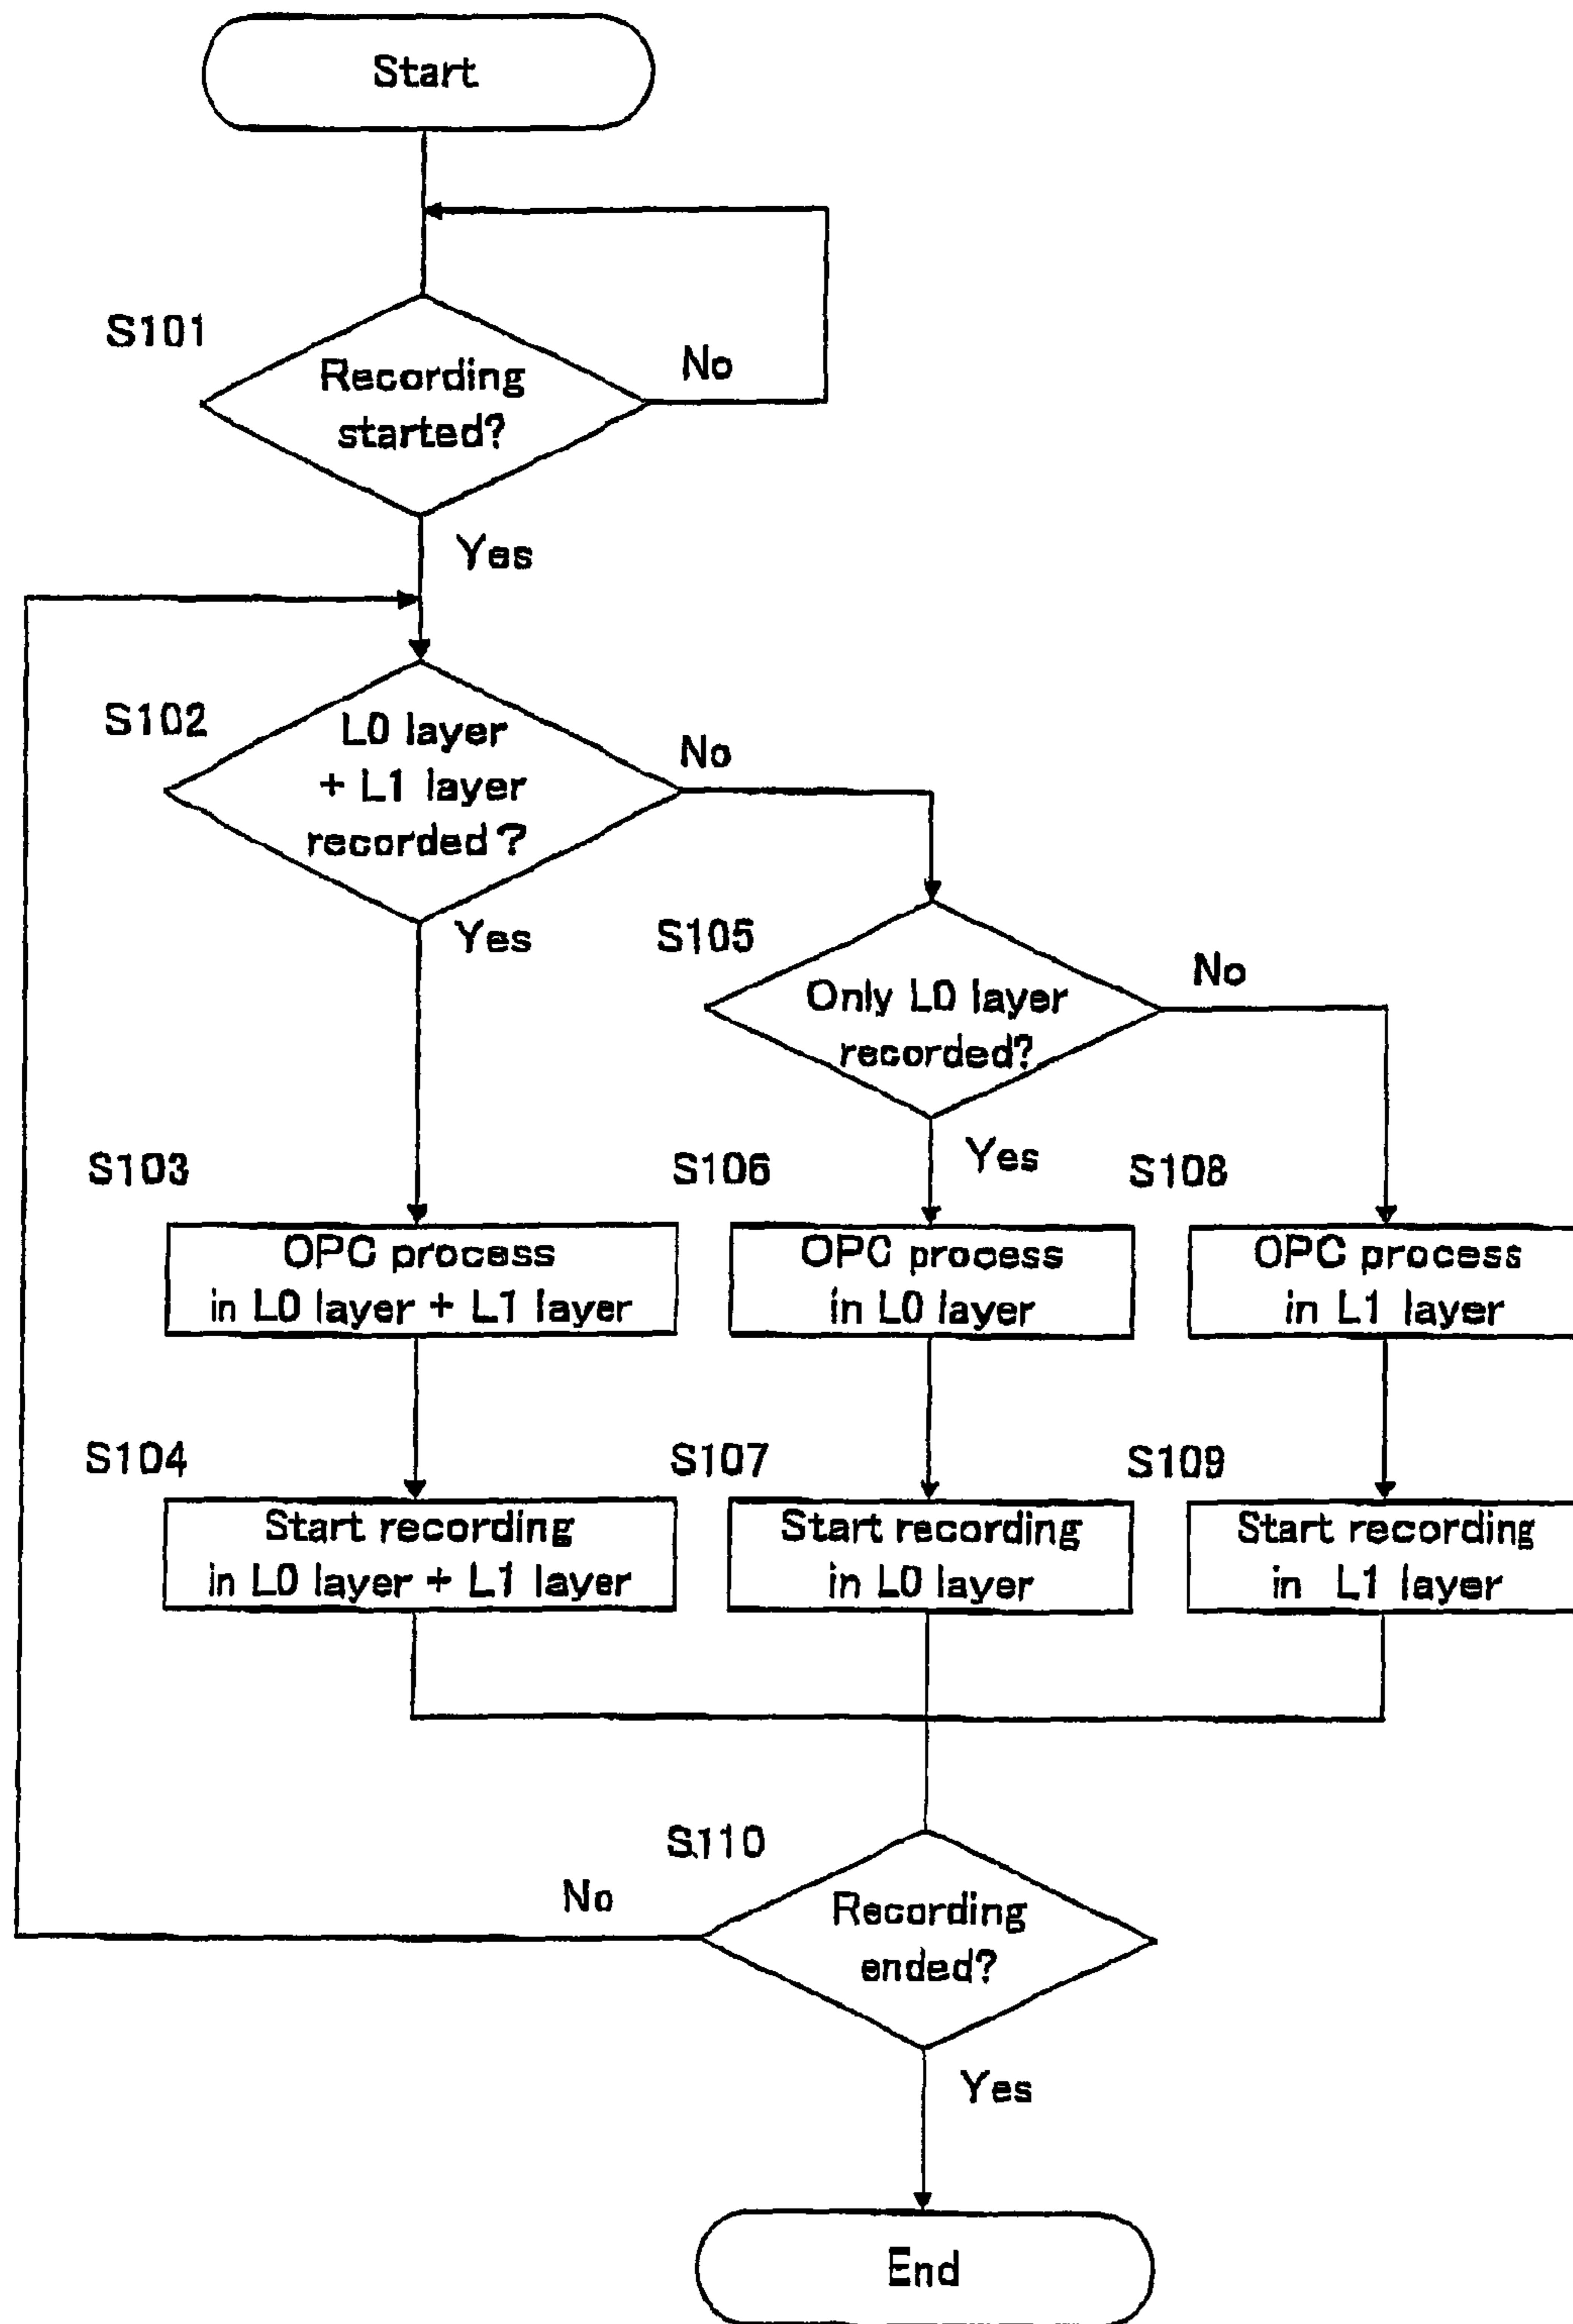 Start
S101
Recording
started?
No
Yes
S102
L0 layer
+ L1 layer
recorded?
No
Yes
S105
Only L0 layer
recorded?
No
Yes
S103
OPC process
in L0 layer + L1 layer
S106
OPC process
in L0 layer
S108
OPC process
in L1 layer
S104
Start recording
in L0 layer + L1 layer
S107
Start recording
in L0 layer
S109
Start recording
in L1 layer
S110
Recording
ended?
No
Yes
End